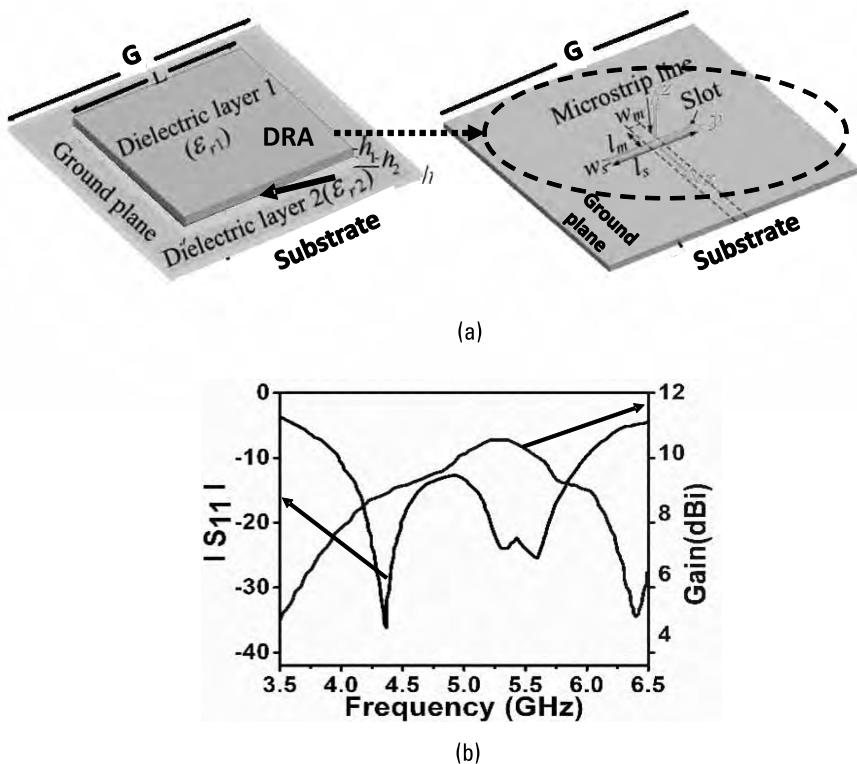 G
L
Dielectric layer 1
(εr1)
DRA
h1
h2
h
Ground plane
Dielectric layer 2(εr2)
Substrate
G
Microstrip line
z
Slot
wm
y
lm
ws
ls
Ground
plane
Substrate
(a)
| S11 |
0
-10
-20
-30
-40
12
10
8
6
4
Gain(dBi)
3.5 4.0 4.5 5.0 5.5 6.0 6.5
Frequency (GHz)
(b)